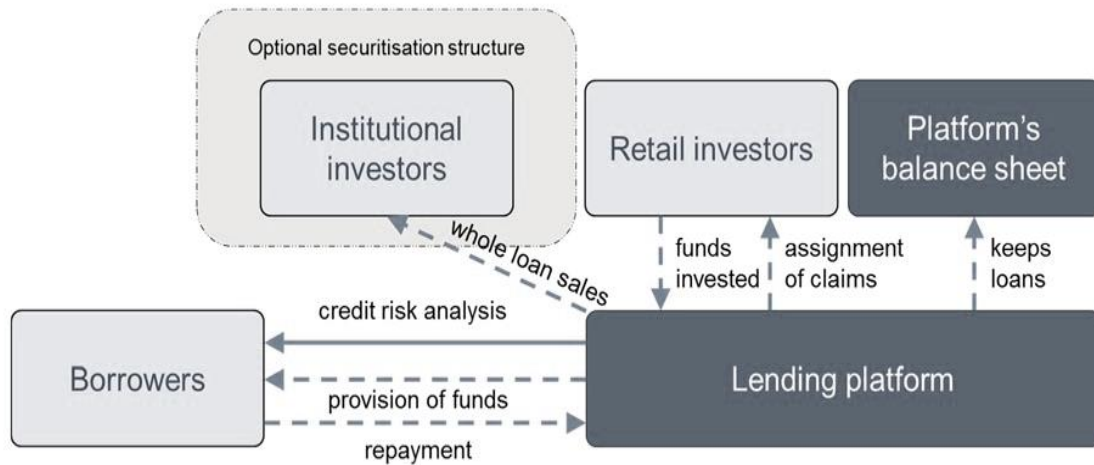 Optional securitisation structure
Institutional
investors
Retail investors
Platform's
balance sheet
whole loan sales
funds
invested
assignment
of claims
keeps
loans
credit risk analysis
Borrowers
Lending platform
provision of funds
repayment